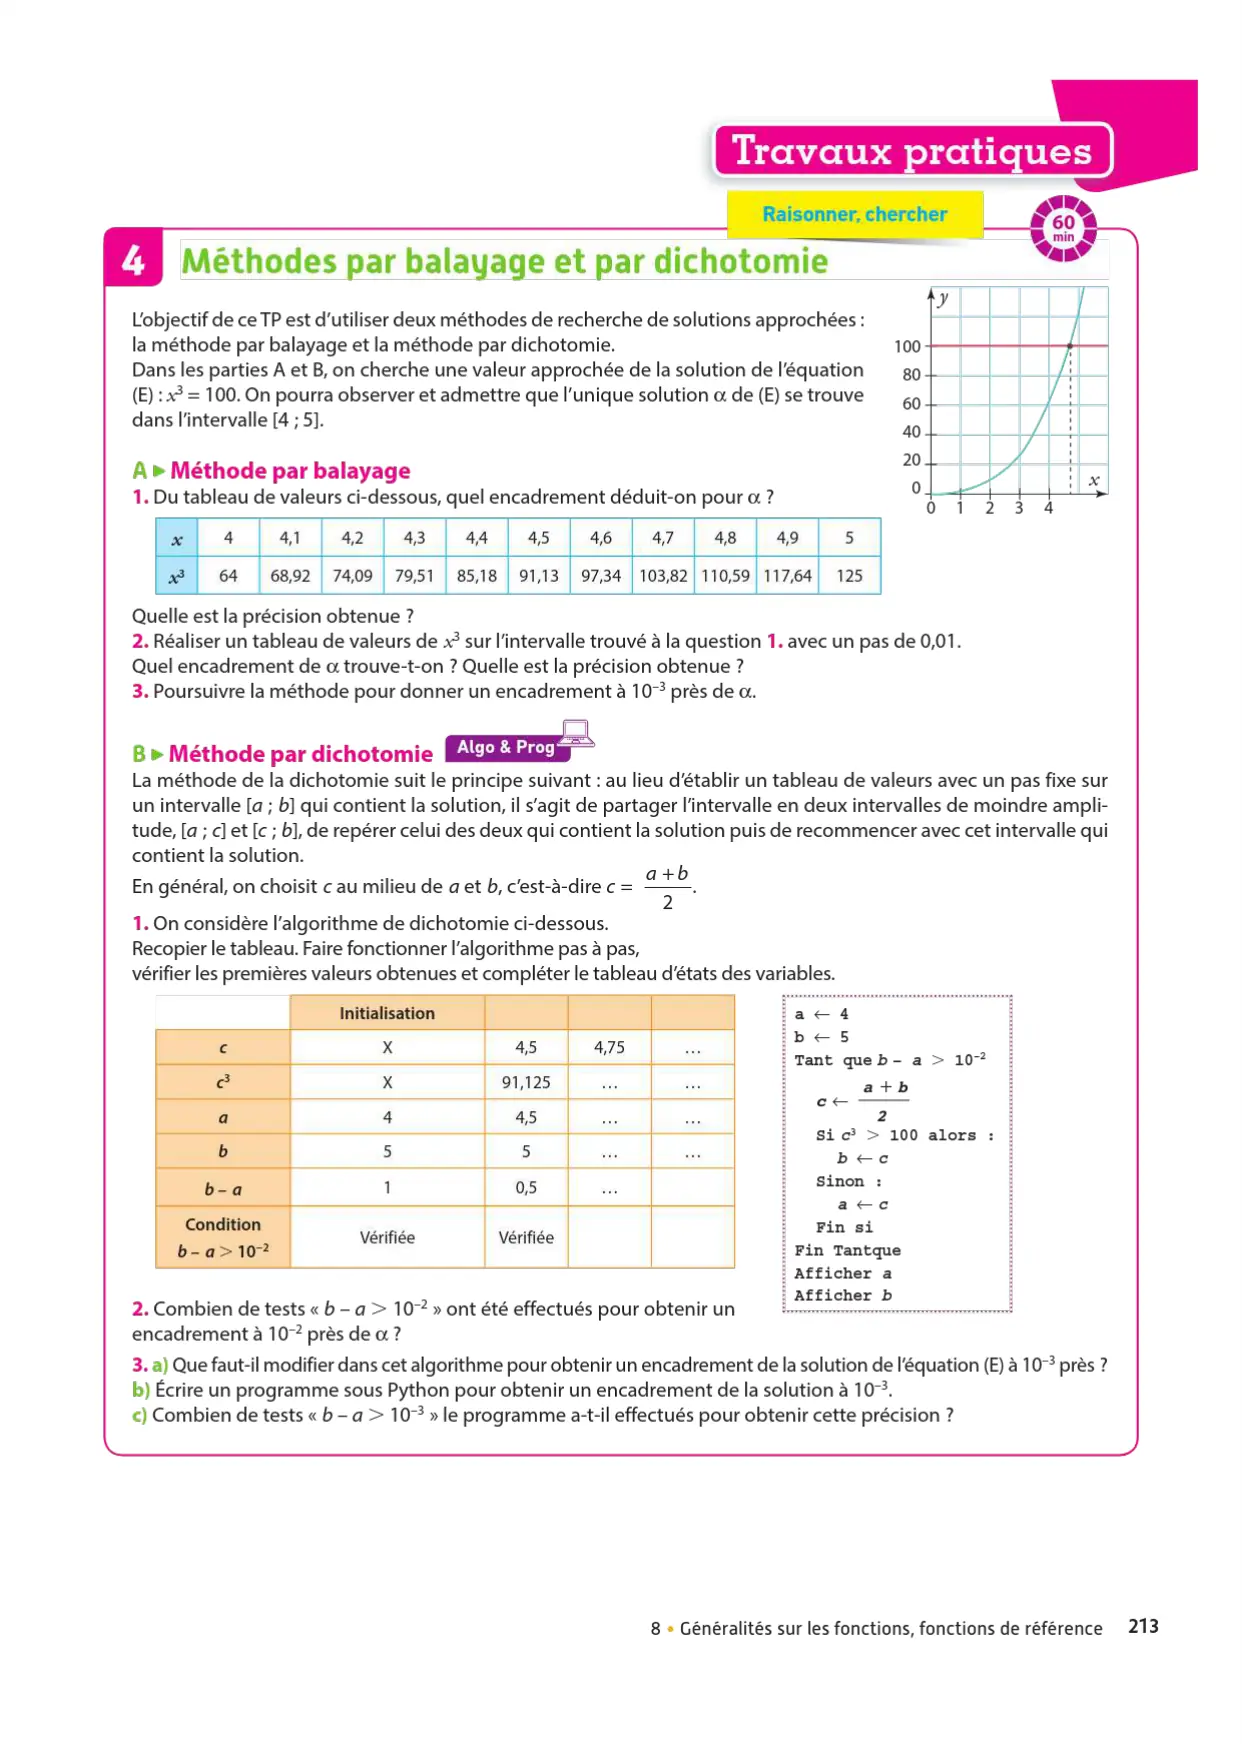 Travaux pratiques
Raisonner, chercher
60
min
4 Méthodes par balayage et par dichotomie
L'objectif de ce TP est d'utiliser deux méthodes de recherche de solutions approchées :
la méthode par balayage et la méthode par dichotomie.
Dans les parties A et B, on cherche une valeur approchée de la solution de l'équation
(E) : x³ = 100. On pourra observer et admettre que l'unique solution α de (E) se trouve
dans l'intervalle [4 ; 5].
y
100
80
60
40
20
0
x
0 1 2 3 4
A ▸ Méthode par balayage
1. Du tableau de valeurs ci-dessous, quel encadrement déduit-on pour α ?
x 4 4,1 4,2 4,3 4,4 4,5 4,6 4,7 4,8 4,9 5
x³ 64 68,92 74,09 79,51 85,18 91,13 97,34 103,82 110,59 117,64 125
Quelle est la précision obtenue ?
2. Réaliser un tableau de valeurs de x³ sur l'intervalle trouvé à la question 1. avec un pas de 0,01.
Quel encadrement de α trouve-t-on ? Quelle est la précision obtenue ?
3. Poursuivre la méthode pour donner un encadrement à 10⁻³ près de α.
B ▸ Méthode par dichotomie Algo & Prog
La méthode de la dichotomie suit le principe suivant : au lieu d'établir un tableau de valeurs avec un pas fixe sur
un intervalle [a ; b] qui contient la solution, il s'agit de partager l'intervalle en deux intervalles de moindre ampli-
tude, [a ; c] et [c ; b], de repérer celui des deux qui contient la solution puis de recommencer avec cet intervalle qui
contient la solution.
En général, on choisit c au milieu de a et b, c'est-à-dire c = (a + b)/2.
1. On considère l'algorithme de dichotomie ci-dessous.
Recopier le tableau. Faire fonctionner l'algorithme pas à pas,
vérifier les premières valeurs obtenues et compléter le tableau d'états des variables.
Initialisation
c X 4,5 4,75 …
c³ X 91,125 … …
a 4 4,5 … …
b 5 5 … …
b – a 1 0,5 …
Condition
b – a > 10⁻² Vérifiée Vérifiée
a ← 4
b ← 5
Tant que b – a > 10⁻²
c ← (a + b)/2
Si c³ > 100 alors :
b ← c
Sinon :
a ← c
Fin si
Fin Tantque
Afficher a
Afficher b
2. Combien de tests « b – a > 10⁻² » ont été effectués pour obtenir un
encadrement à 10⁻² près de α ?
3. a) Que faut-il modifier dans cet algorithme pour obtenir un encadrement de la solution de l'équation (E) à 10⁻³ près ?
b) Écrire un programme sous Python pour obtenir un encadrement de la solution à 10⁻³.
c) Combien de tests « b – a > 10⁻³ » le programme a-t-il effectués pour obtenir cette précision ?
8 • Généralités sur les fonctions, fonctions de référence 213